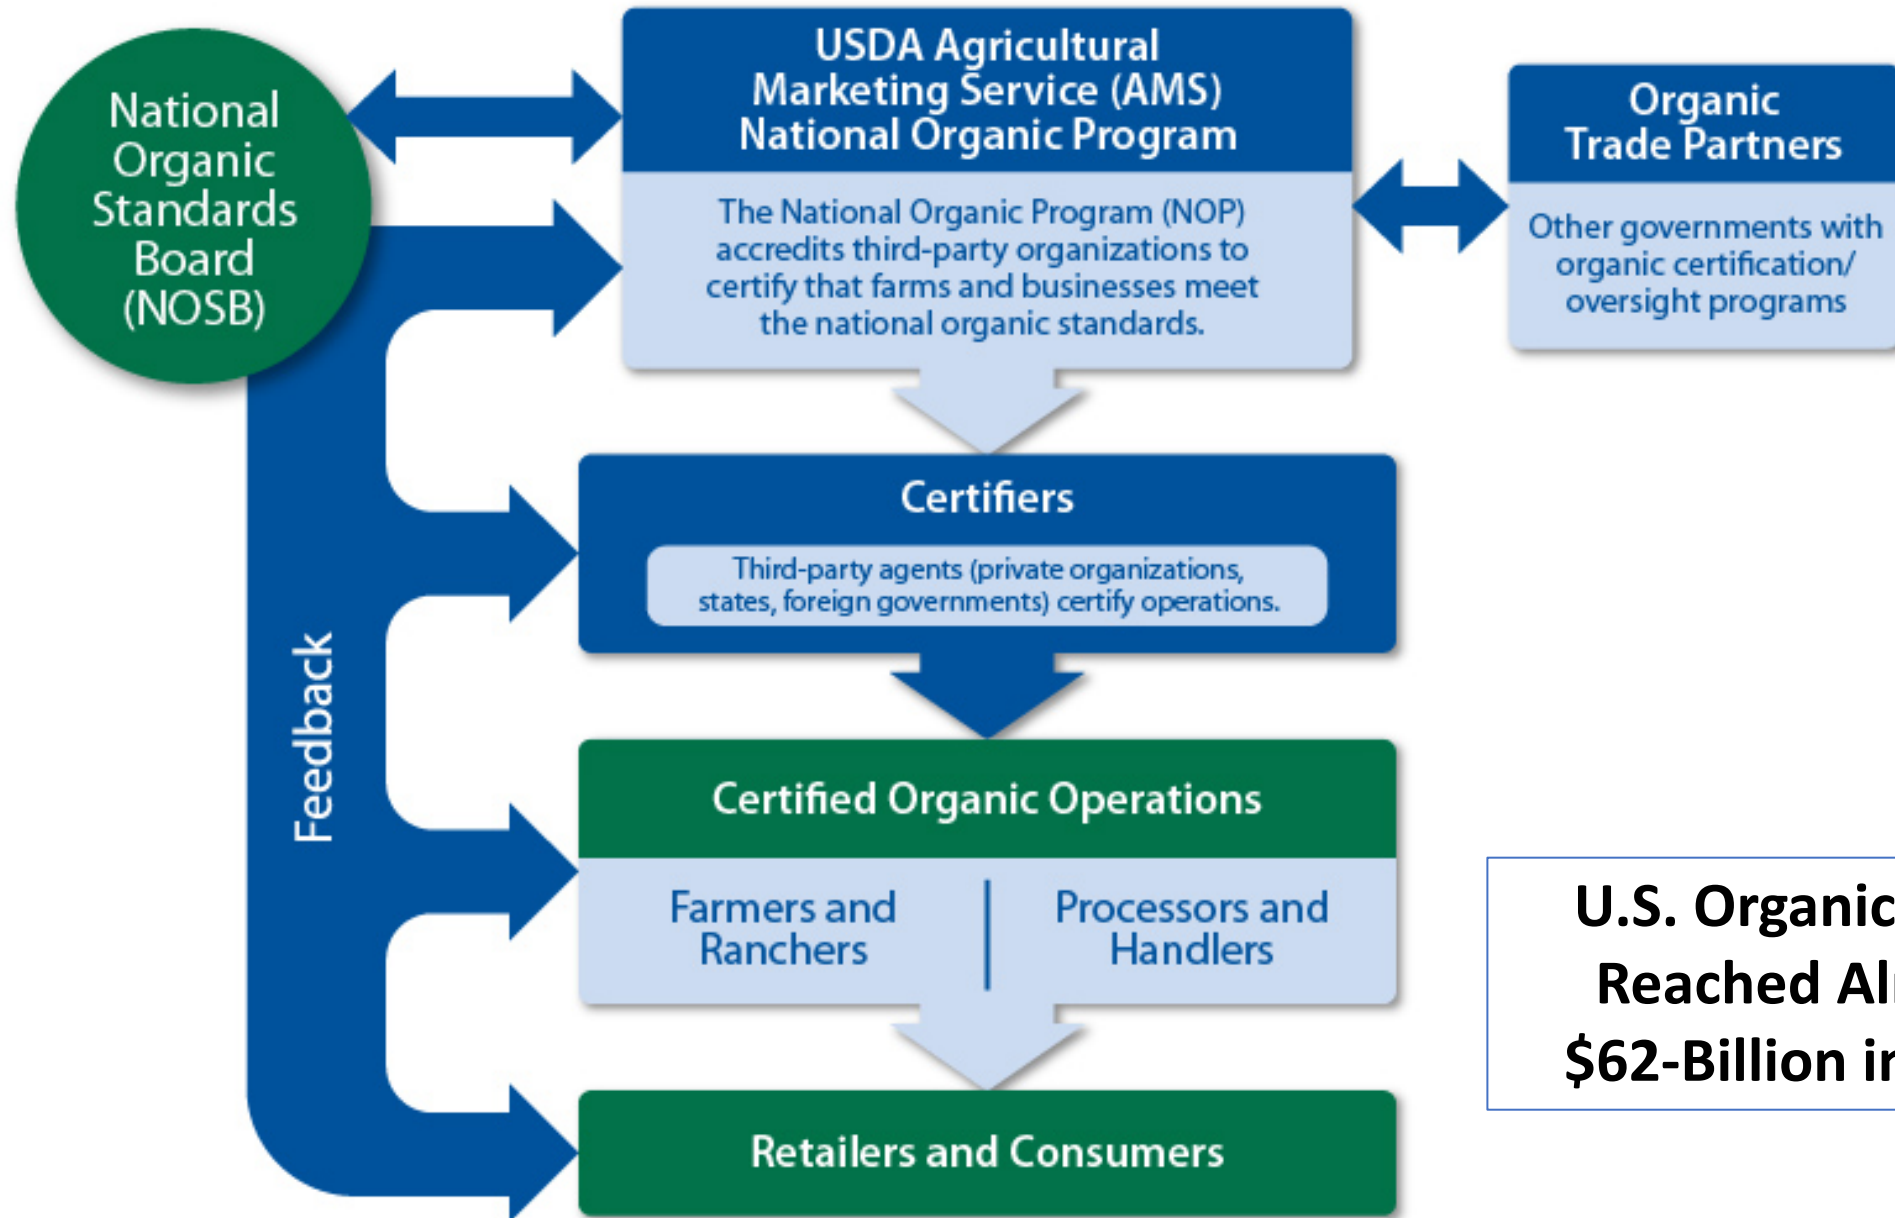 National
Organic
Standards
Board
(NOSB)
USDA Agricultural
Marketing Service (AMS)
National Organic Program
The National Organic Program (NOP)
accredits third-party organizations to
certify that farms and businesses meet
the national organic standards.
Organic
Trade Partners
Other governments with
organic certification/
oversight programs
Certifiers
Third-party agents (private organizations,
states, foreign governments) certify operations.
Feedback
Certified Organic Operations
Farmers and
Ranchers
Processors and
Handlers
U.S. Organic
Reached
$62-Billion
Retailers and Consumers